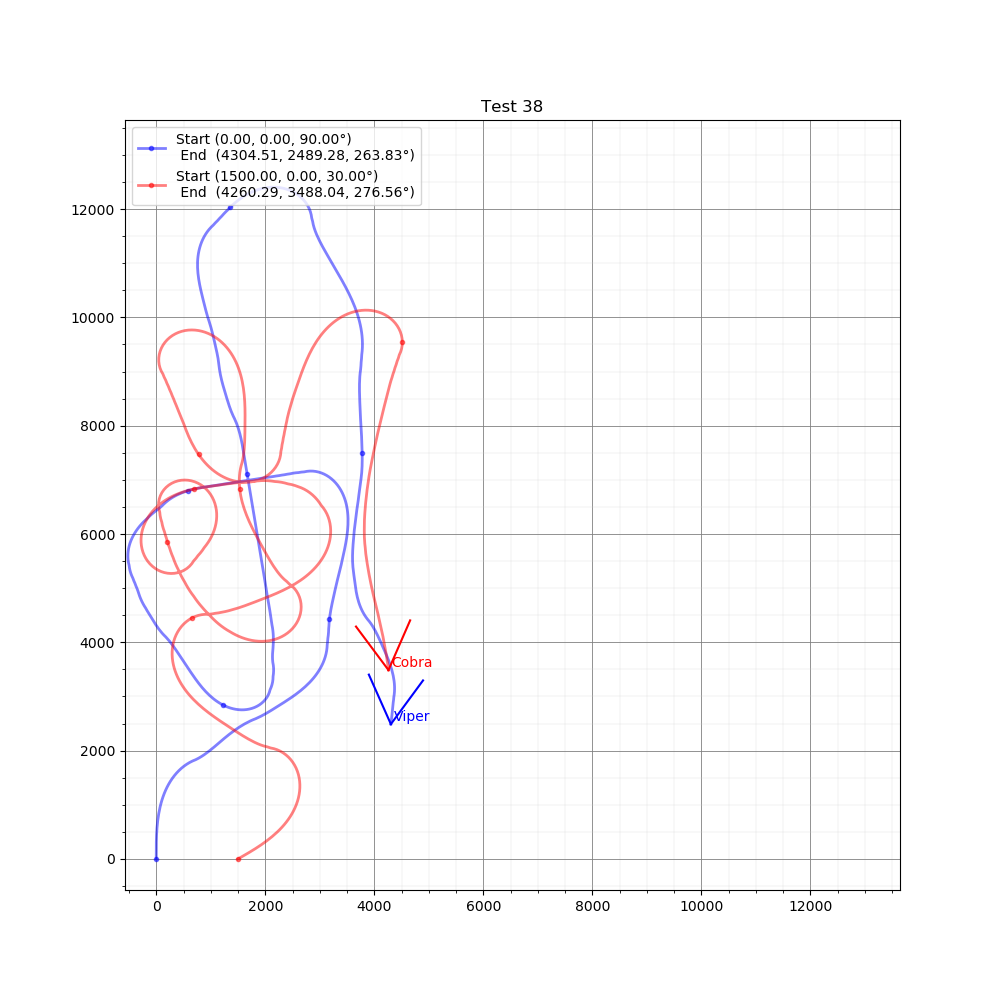 Test 38
Start (0.00, 0.00, 90.00°)
End (4304.51, 2489.28, 263.83°)
Start (1500.00, 0.00, 30.00°)
End (4260.29, 3488.04, 276.56°)
12000
10000
8000
6000
4000
2000
0
Cobra
Viper
0
2000
4000
6000
8000
10000
12000